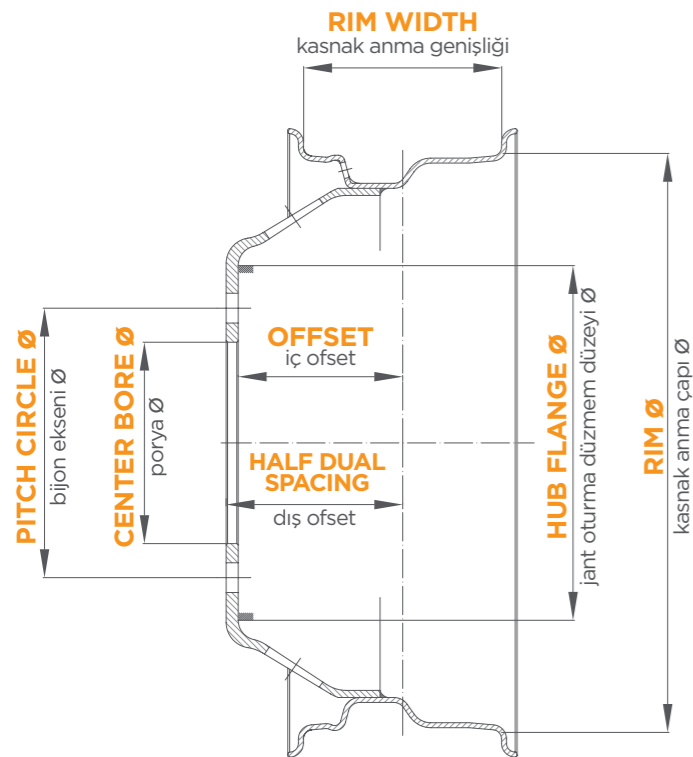 RIM WIDTH
kasnak anma genişliği
OFFSET
iç ofset
HALF DUAL
SPACING
dış ofset
PITCH CIRCLE Ø
bijon ekseni Ø
CENTER BORE Ø
porya Ø
HUB FLANGE Ø
jant oturma düzmem düzeyi Ø
RIM Ø
kasnak anma çapı Ø